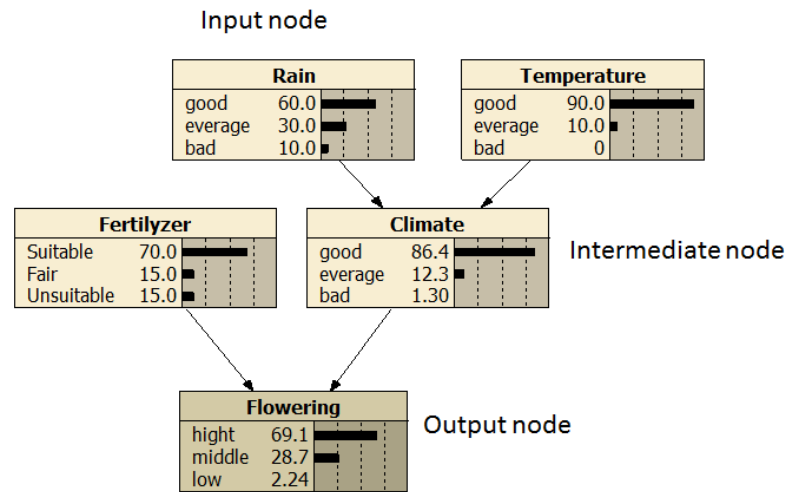 Input node
Rain
good 60.0
everage 30.0
bad 10.0
Temperature
good 90.0
everage 10.0
bad 0
Fertilyzer
Suitable 70.0
Fair 15.0
Unsuitable 15.0
Climate
good 86.4
everage 12.3
bad 1.30
Intermediate node
Flowering
hight 69.1
middle 28.7
low 2.24
Output node